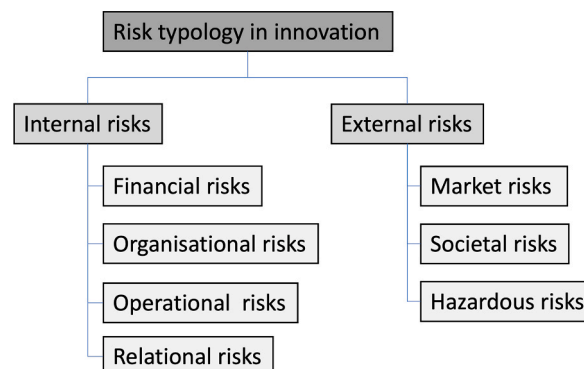 Risk typology in innovation
Internal risks
External risks
Financial risks
Organisational risks
Operational risks
Relational risks
Market risks
Societal risks
Hazardous risks